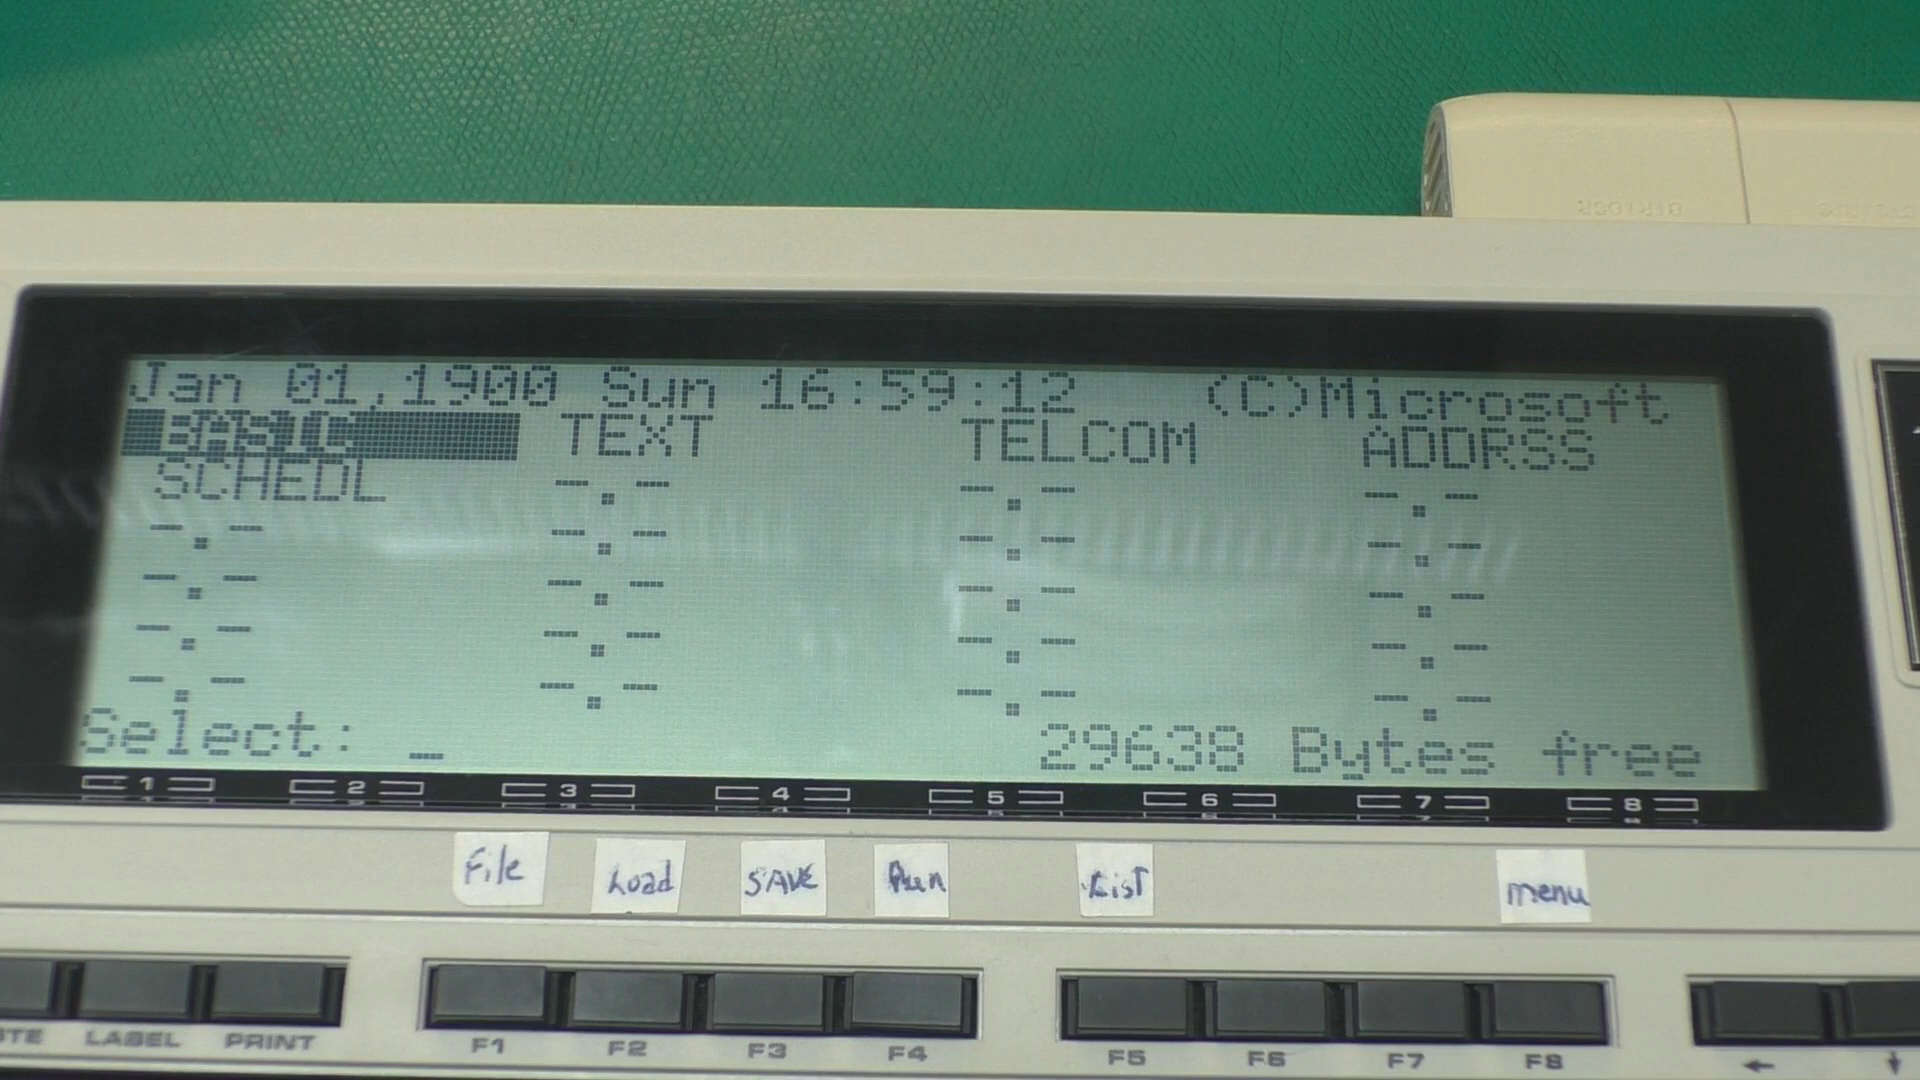 Jan 01,1900 Sun 16:59:12 (C)Microsoft
BASIC TEXT TELCOM ADDRSS
SCHEDL -.- -.- -.-
-.- -.- -.- -.-
-.- -.- -.- -.-
-.- -.- -.- -.-
-.- -.- -.- -.-
Select: _ 29638 Bytes free
1 2 3 4 5 6 7 8
File Load SAVE Run List menu
LABEL PRINT F1 F2 F3 F4 F5 F6 F7 F8 ← ↓